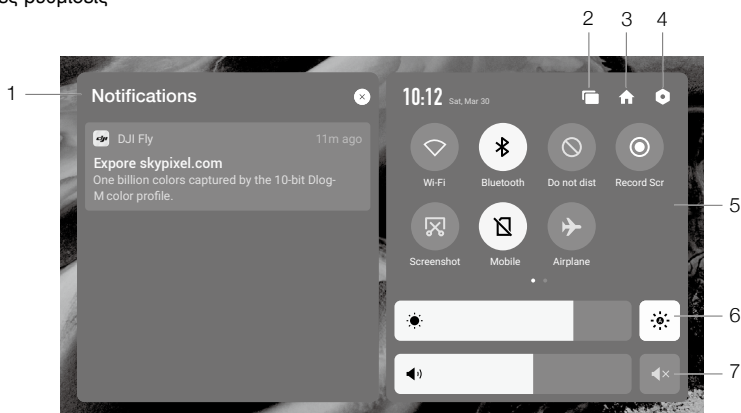 ρυθμίσεις
2
3
4
1
Notifications
10:12 Sat, Mar 30
dji DJI Fly
11m ago
Expore skypixel.com
One billion colors captured by the 10-bit Dlog-
M color profile.
Wi-Fi
Bluetooth
Do not dist
Record Scr
5
Screenshot
Mobile
Airplane
6
7